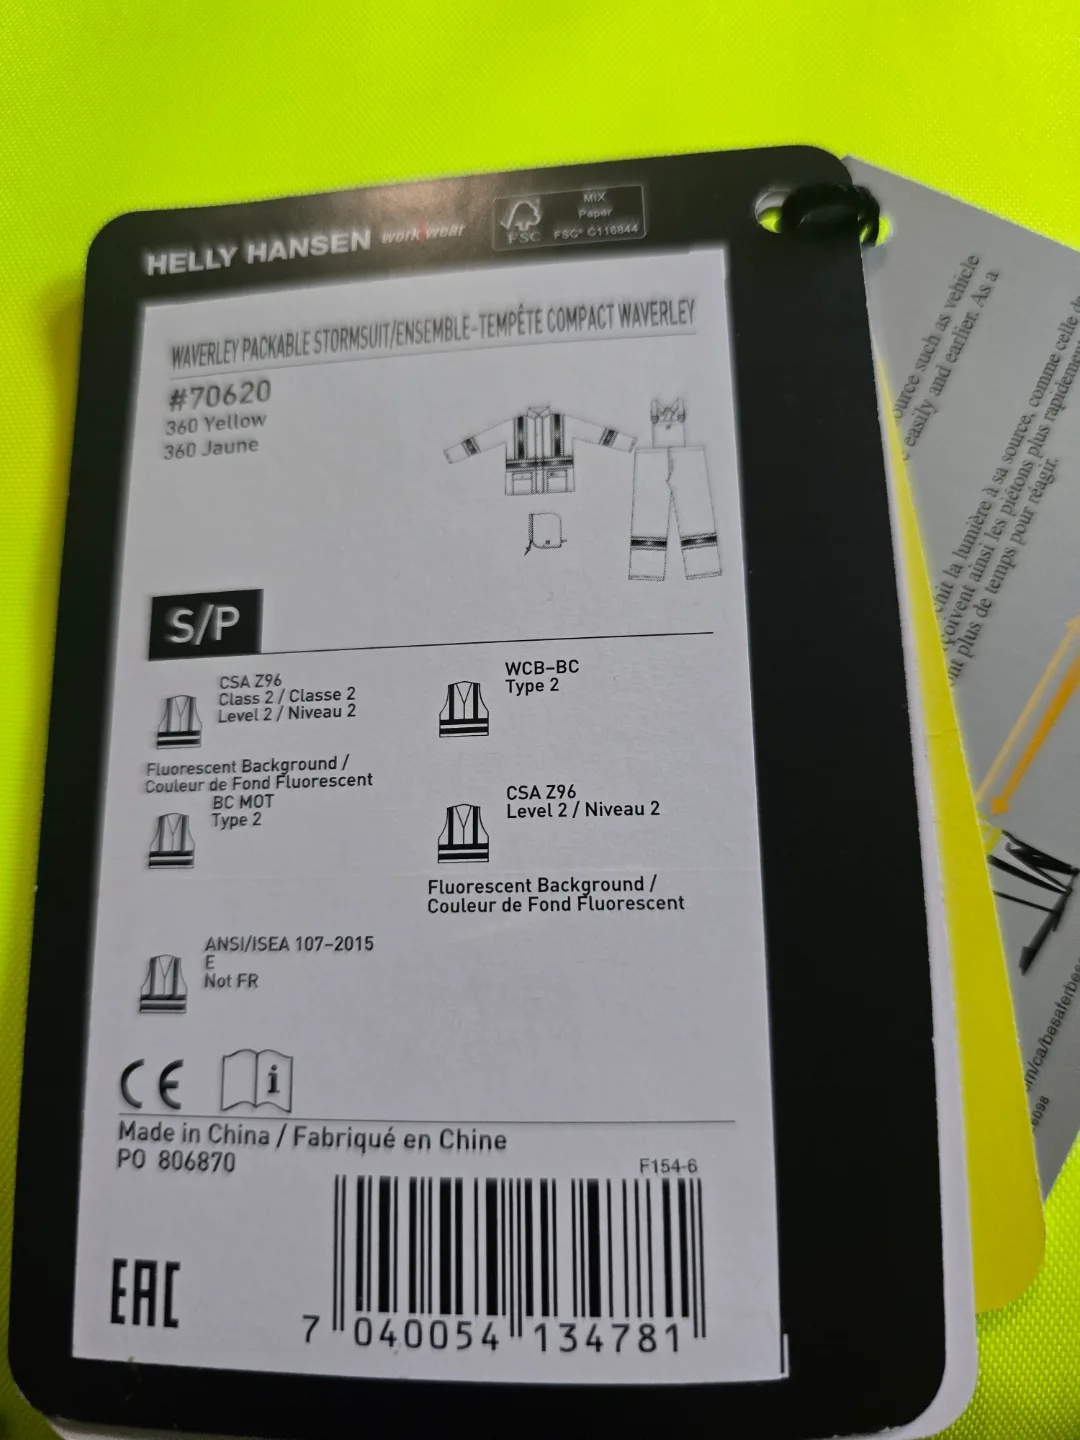 HELLY HANSEN workwear
MIX
Paper
FSC
FSC® C116844
WAVERLEY PACKABLE STORMSUIT/ENSEMBLE-TEMPÊTE COMPACT WAVERLEY
#70620
360 Yellow
360 Jaune
S/P
CSA Z96
Class 2 / Classe 2
Level 2 / Niveau 2
Fluorescent Background /
Couleur de Fond Fluorescent
WCB-BC
Type 2
BC MOT
Type 2
CSA Z96
Level 2 / Niveau 2
Fluorescent Background /
Couleur de Fond Fluorescent
ANSI/ISEA 107-2015
E
Not FR
CE
i
Made in China / Fabriqué en Chine
PO 806870
F154-6
EAC
7 040054 134781
source such as vehicle
easily and earlier. As a
la lumière à sa source, comme celle
ainsi les piétons plus rapidement
plus de temps pour réagir.